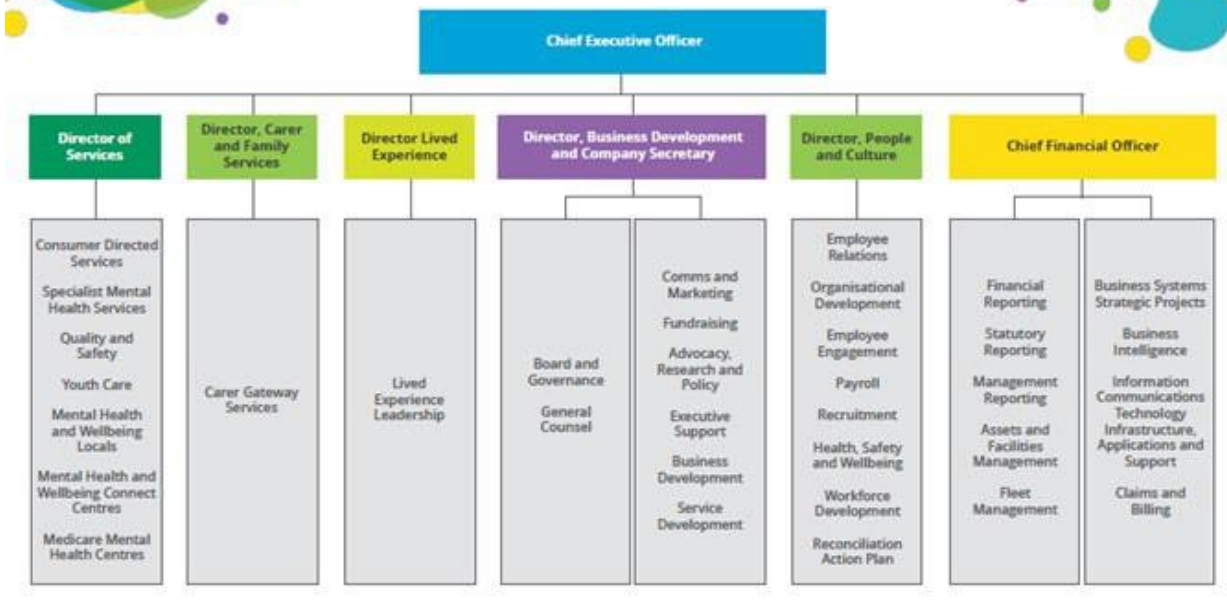 Chief Executive Officer
Director of
Services
Director, Carer
and Family
Services
Director Lived
Experience
Director, Business Development
and Company Secretary
Director, People
and Culture
Chief Financial Officer
Consumer Directed
Services
Specialist Mental
Health Services
Quality and
Safety
Youth Care
Mental Health
and Wellbeing
Locals
Mental Health and
Wellbeing Connect
Centres
Medicare Mental
Health Centres
Carer Gateway
Services
Lived
Experience
Leadership
Board and
Governance
General
Counsel
Comms and
Marketing
Fundraising
Advocacy,
Research and
Policy
Executive
Support
Business
Development
Service
Development
Employee
Relations
Organisational
Development
Employee
Engagement
Payroll
Recruitment
Health, Safety
and Wellbeing
Workforce
Development
Reconciliation
Action Plan
Financial
Reporting
Statutory
Reporting
Management
Reporting
Assets and
Facilities
Management
Fleet
Management
Business Systems
Strategic Projects
Business
Intelligence
Information
Communications
Technology
Infrastructure,
Applications and
Support
Claims and
Billing